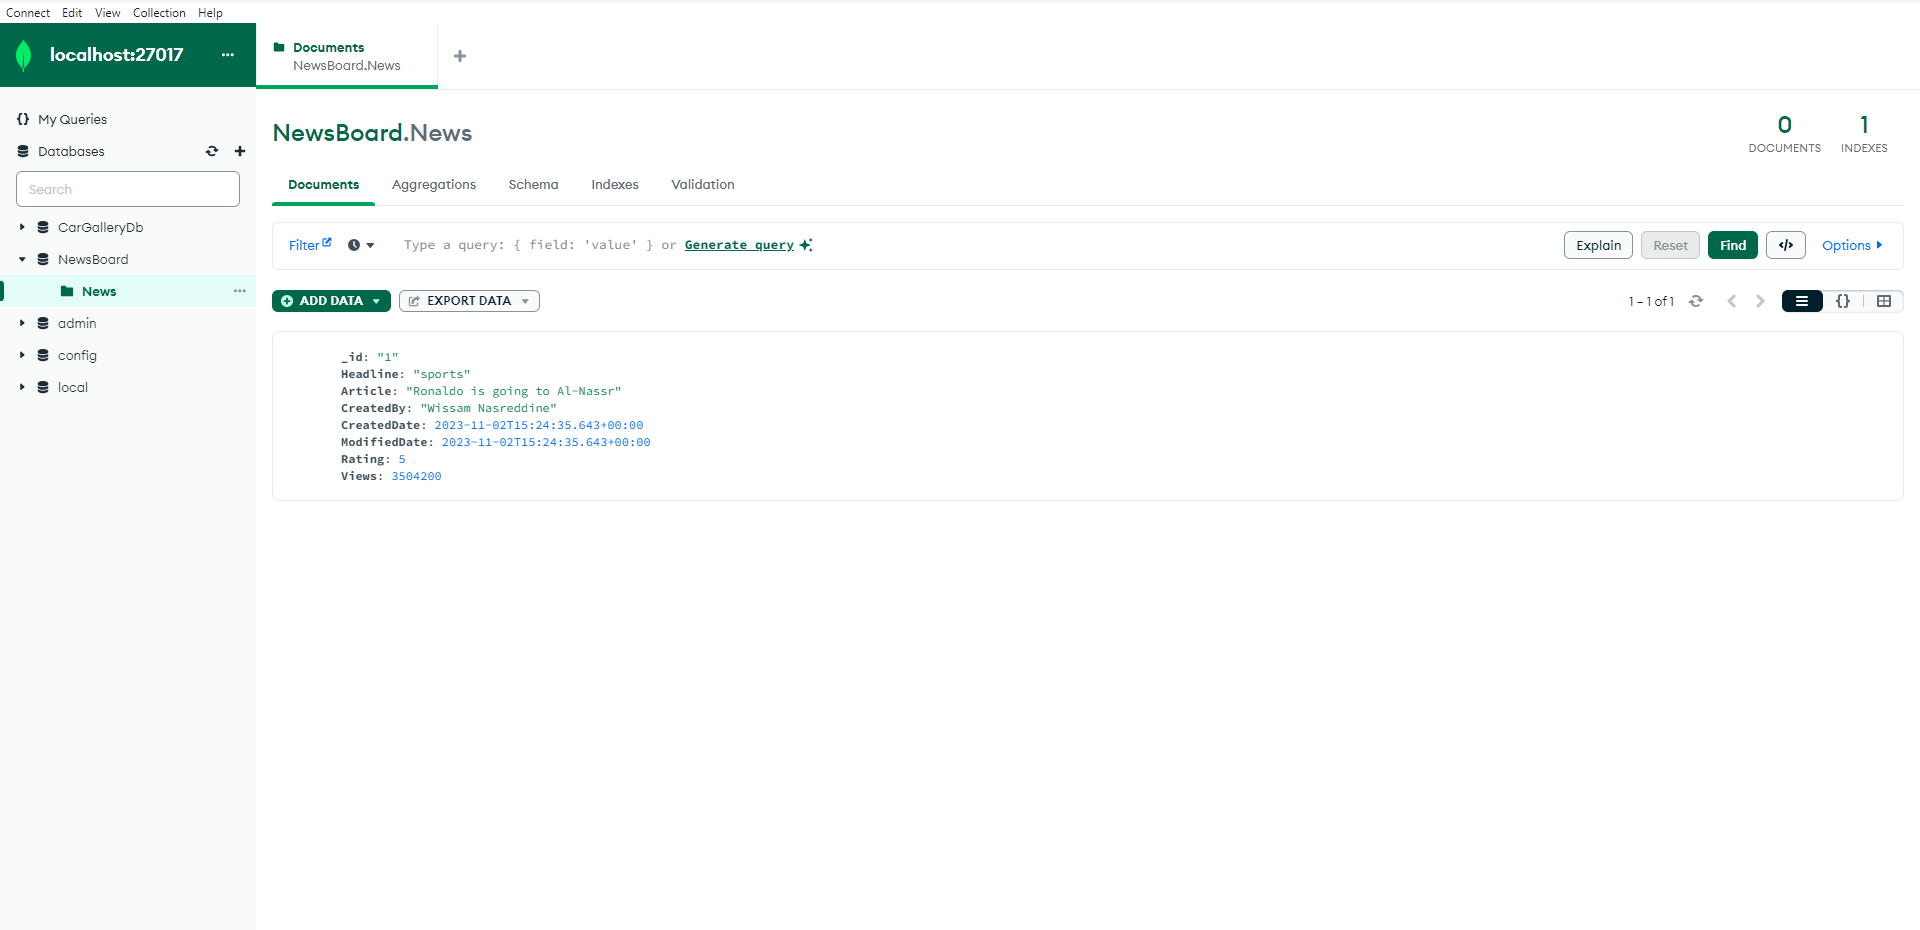 Connect Edit View Collection Help
localhost:27017 ...
Documents
NewsBoard.News
+
{} My Queries
Databases
Search
CarGalleryDb
NewsBoard
News ...
admin
config
local
NewsBoard.News
0
DOCUMENTS
1
INDEXES
Documents Aggregations Schema Indexes Validation
Filter Type a query: { field: 'value' } or Generate query Explain Reset Find </> Options
ADD DATA EXPORT DATA 1 – 1 of 1 {}
_id: "1"
Headline: "sports"
Article: "Ronaldo is going to Al-Nassr"
CreatedBy: "Wissam Nasreddine"
CreatedDate: 2023-11-02T15:24:35.643+00:00
ModifiedDate: 2023-11-02T15:24:35.643+00:00
Rating: 5
Views: 3504200